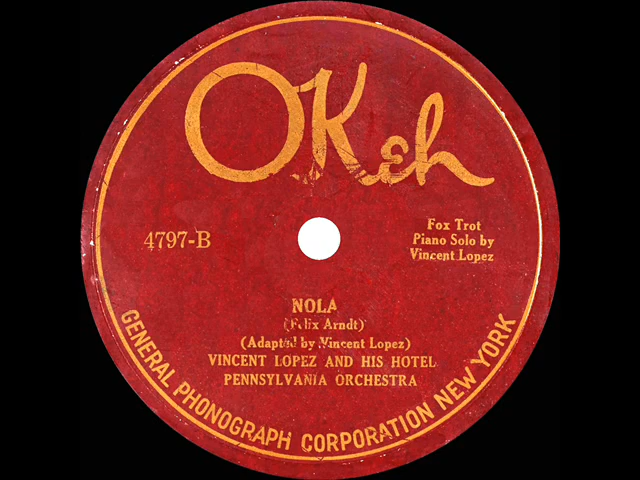 OKeh
4797-B
Fox Trot
Piano Solo by
Vincent Lopez
NOLA
(Felix Arndt)
(Adapted by Vincent Lopez)
VINCENT LOPEZ AND HIS HOTEL
PENNSYLVANIA ORCHESTRA
GENERAL PHONOGRAPH CORPORATION NEW YORK